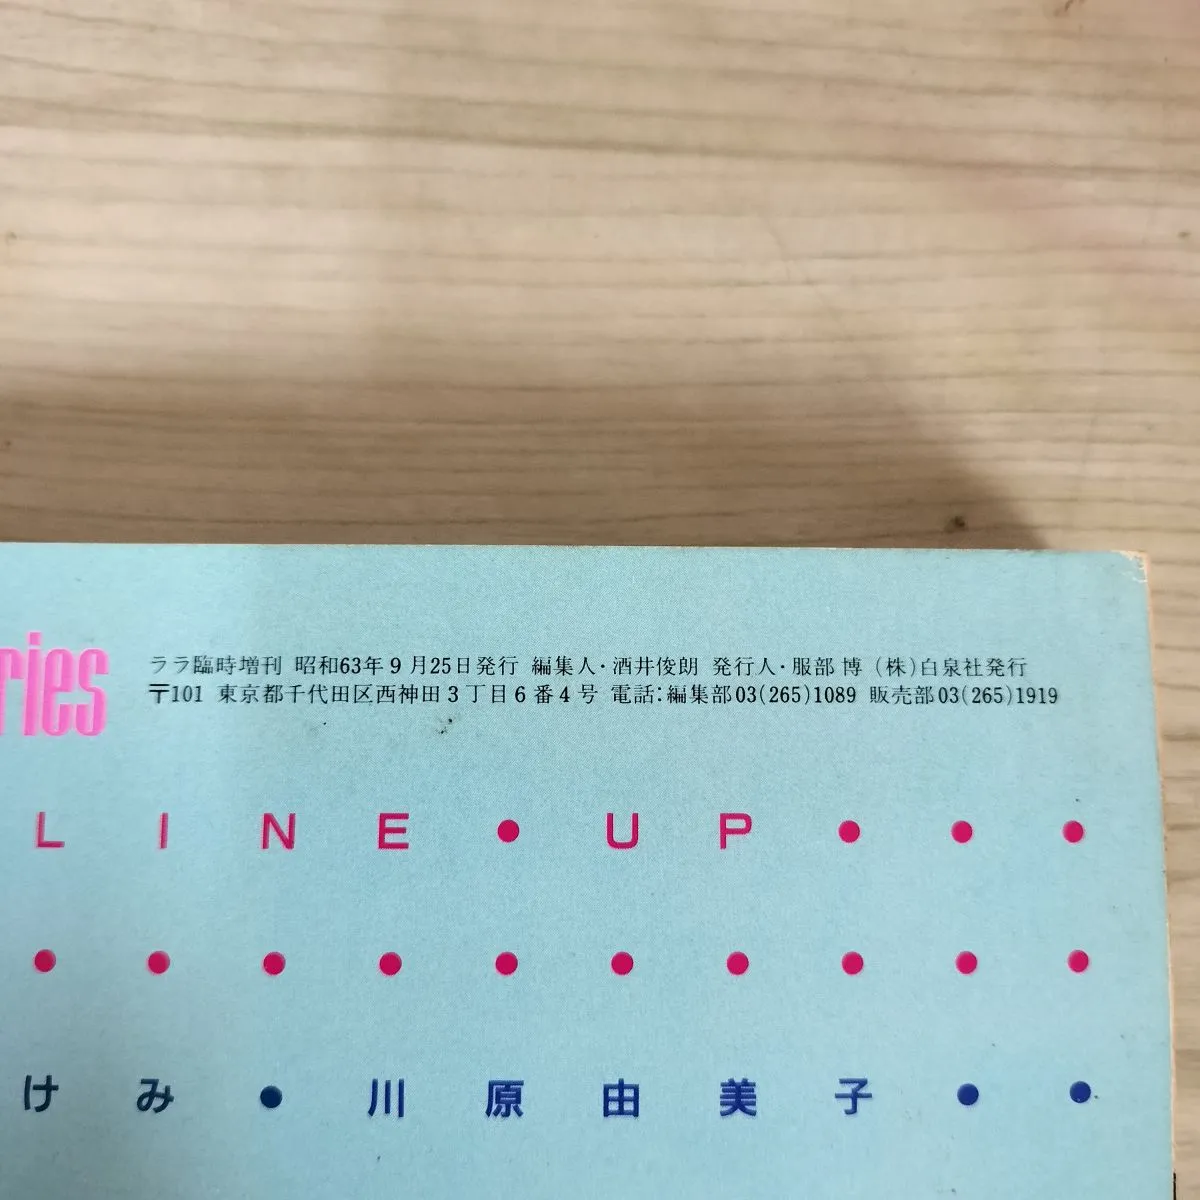 ries
ララ臨時増刊 昭和63年9月25日発行 編集人・酒井俊朗 発行人・服部 博 (株)白泉社発行
〒101 東京都千代田区西神田3丁目6番4号 電話:編集部03(265)1089 販売部03(265)1919
LINE●UP●●●
●●●●●●●●●●
けみ●川原由美子●●